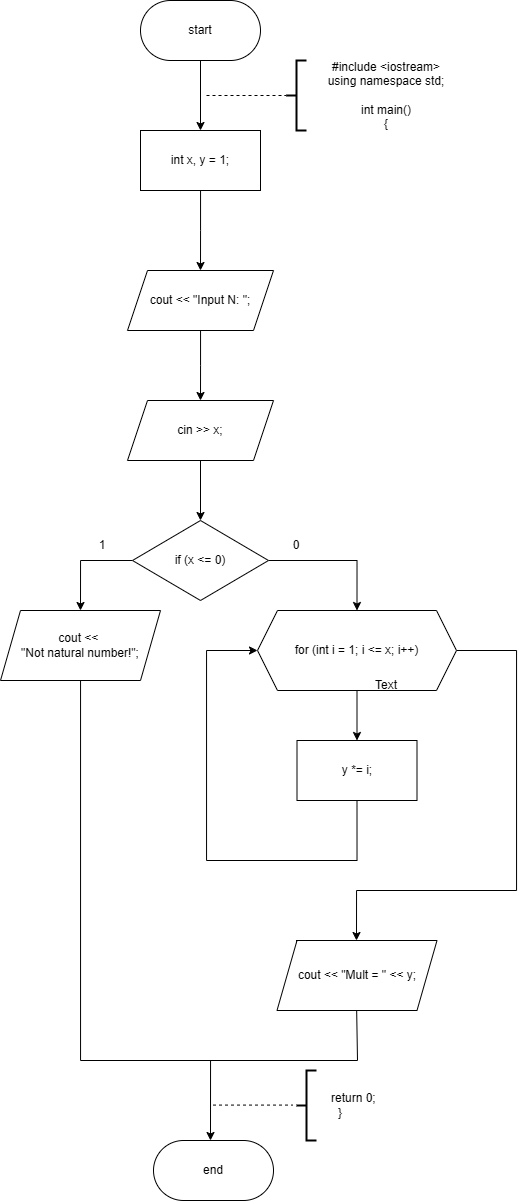 start
#include <iostream>
using namespace std;
int main()
{
int x, y = 1;
cout << "Input N: ";
cin >> x;
if (x <= 0)
1
0
cout <<
"Not natural number!";
for (int i = 1; i <= x; i++)
Text
y *= i;
cout << "Mult = " << y;
return 0;
}
end